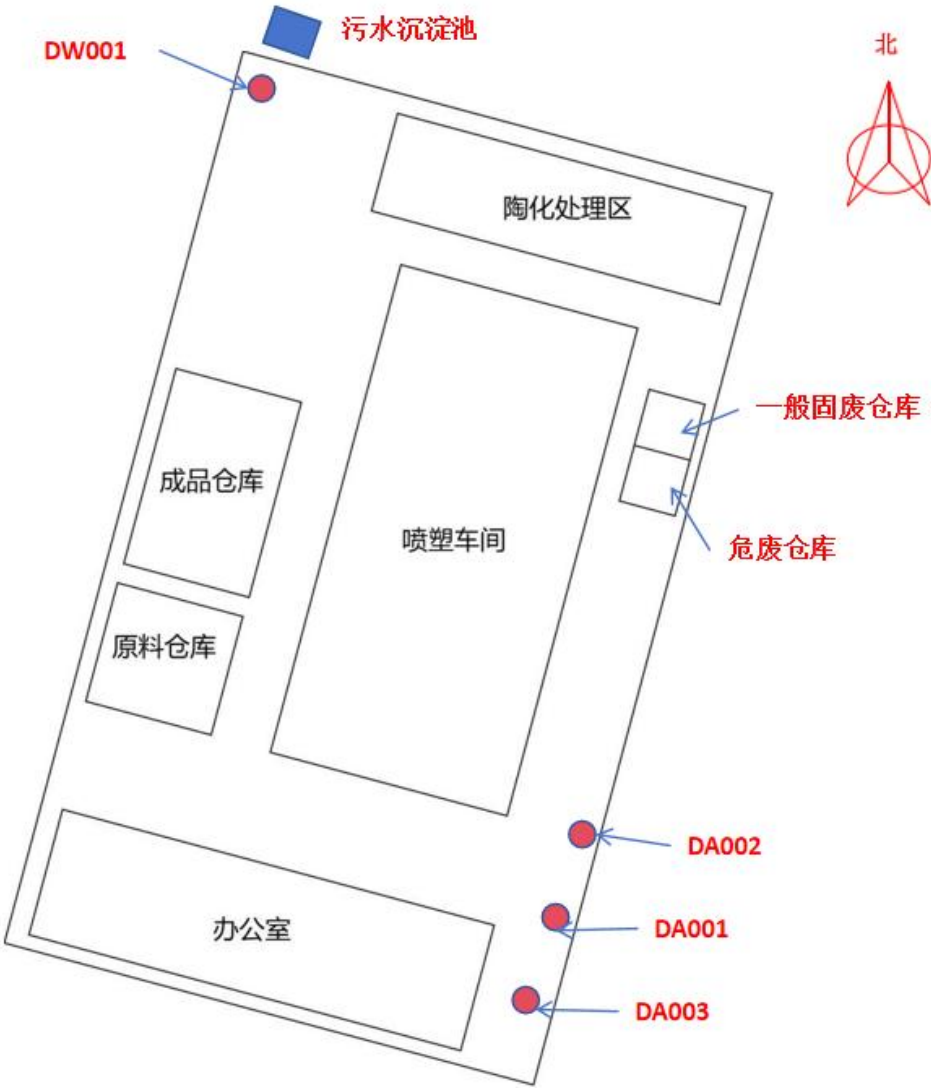 污水沉淀池
DW001
北
陶化处理区
一般固废仓库
成品仓库
喷塑车间
危废仓库
原料仓库
DA002
办公室
DA001
DA003